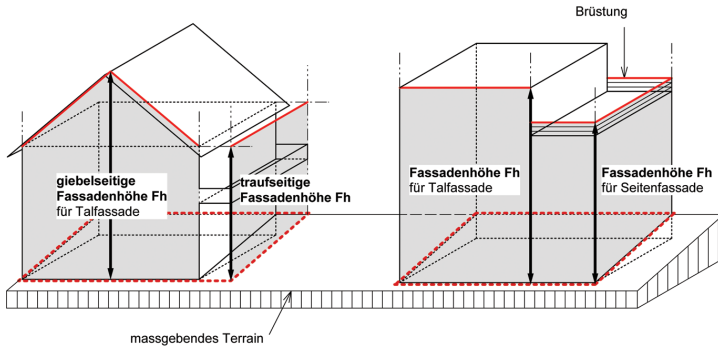 Brüstung
giebelseitige
Fassadenhöhe Fh
für Talfassade
traufseitige
Fassadenhöhe Fh
Fassadenhöhe Fh
für Talfassade
Fassadenhöhe Fh
für Seitenfassade
massgebendes Terrain